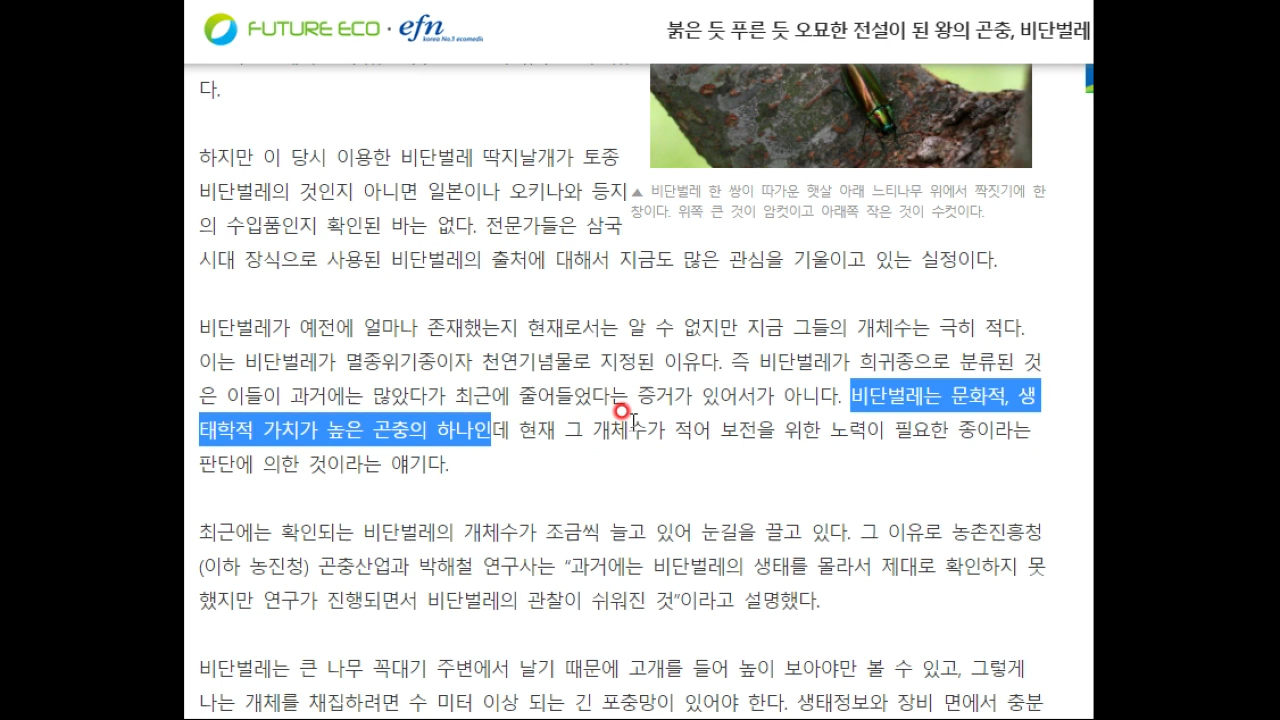 FUTURE ECO · efn
korea No.1 ecomedia
붉은 듯 푸른 듯 오묘한 전설이 된 왕의 곤충, 비단벌레
다.
하지만 이 당시 이용한 비단벌레 딱지날개가 토종
비단벌레의 것인지 아니면 일본이나 오키나와 등지
의 수입품인지 확인된 바는 없다. 전문가들은 삼국
시대 장식으로 사용된 비단벌레의 출처에 대해서 지금도 많은 관심을 기울이고 있는 실정이다.
▲ 비단벌레 한 쌍이 따가운 햇살 아래 느티나무 위에서 짝짓기에 한
창이다. 위쪽 큰 것이 암컷이고 아래쪽 작은 것이 수컷이다.
비단벌레가 예전에 얼마나 존재했는지 현재로서는 알 수 없지만 지금 그들의 개체수는 극히 적다.
이는 비단벌레가 멸종위기종이자 천연기념물로 지정된 이유다. 즉 비단벌레가 희귀종으로 분류된 것
은 이들이 과거에는 많았다가 최근에 줄어들었다는 증거가 있어서가 아니다. 비단벌레는 문화적, 생
태학적 가치가 높은 곤충의 하나인데 현재 그 개체수가 적어 보전을 위한 노력이 필요한 종이라는
판단에 의한 것이라는 얘기다.
최근에는 확인되는 비단벌레의 개체수가 조금씩 늘고 있어 눈길을 끌고 있다. 그 이유로 농촌진흥청
(이하 농진청) 곤충산업과 박해철 연구사는 “과거에는 비단벌레의 생태를 몰라서 제대로 확인하지 못
했지만 연구가 진행되면서 비단벌레의 관찰이 쉬워진 것”이라고 설명했다.
비단벌레는 큰 나무 꼭대기 주변에서 날기 때문에 고개를 들어 높이 보아야만 볼 수 있고, 그렇게
나는 개체를 채집하려면 수 미터 이상 되는 긴 포충망이 있어야 한다. 생태정보와 장비 면에서 충분